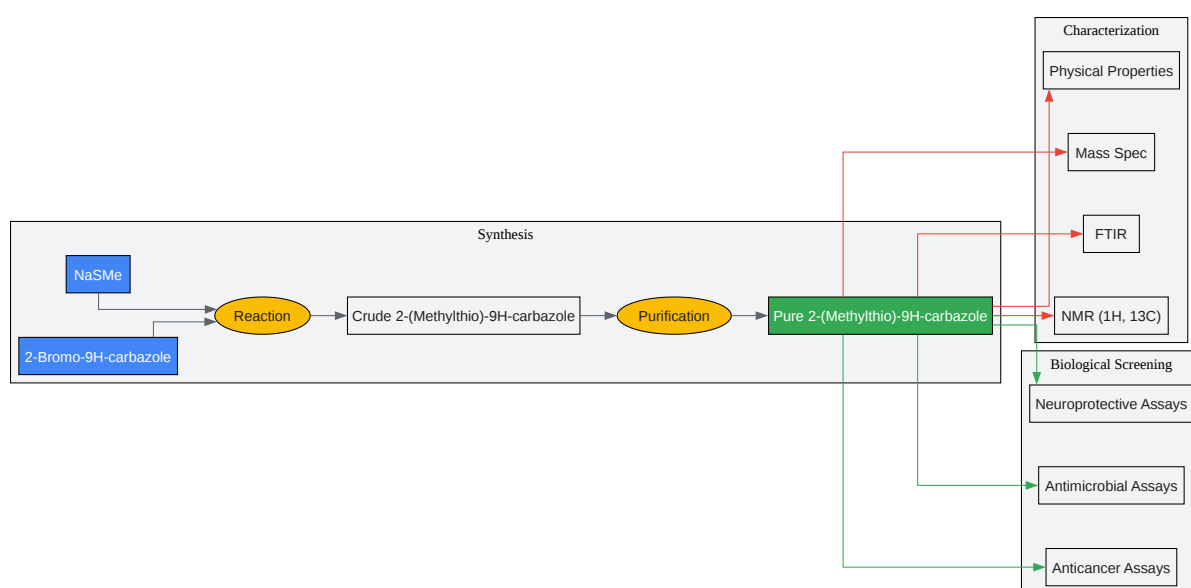 Characterization
Physical Properties
Mass Spec
FTIR
NMR (1H, 13C)
Synthesis
NaSMe
2-Bromo-9H-carbazole
Reaction
Crude 2-(Methylthio)-9H-carbazole
Purification
Pure 2-(Methylthio)-9H-carbazole
Biological Screening
Neuroprotective Assays
Antimicrobial Assays
Anticancer Assays